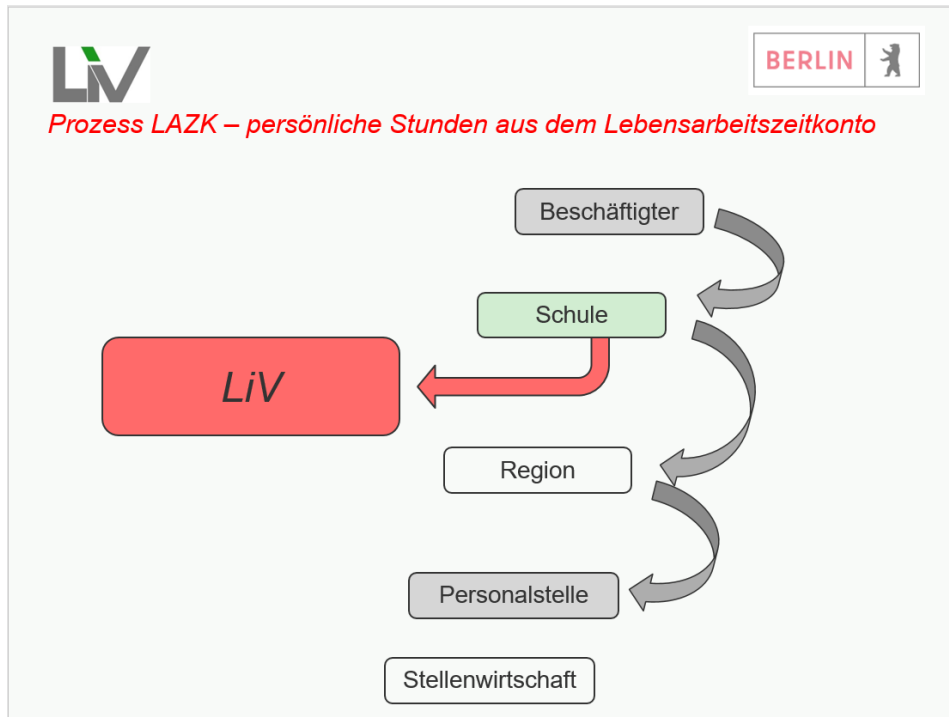 LiV
BERLIN
Prozess LAZK – persönliche Stunden aus dem Lebensarbeitszeitkonto
Beschäftigter
Schule
LiV
Region
Personalstelle
Stellenwirtschaft